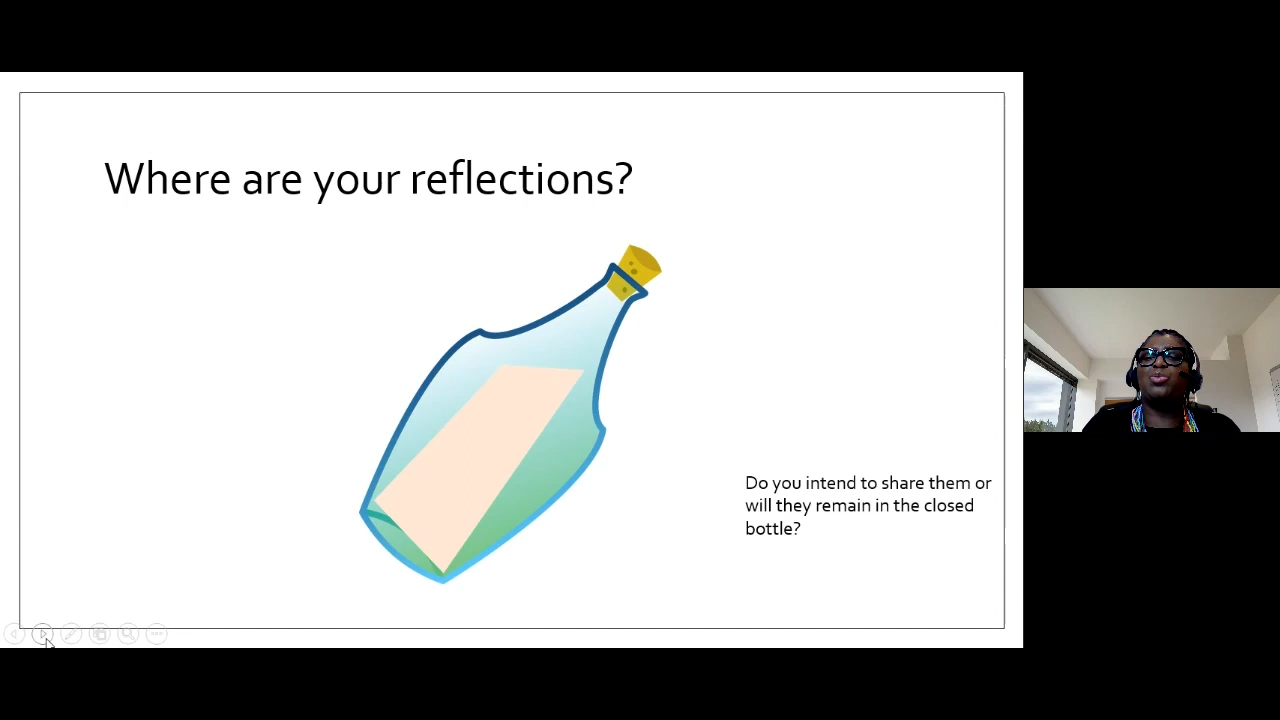 Where are your reflections?
Do you intend to share them or
will they remain in the closed
bottle?